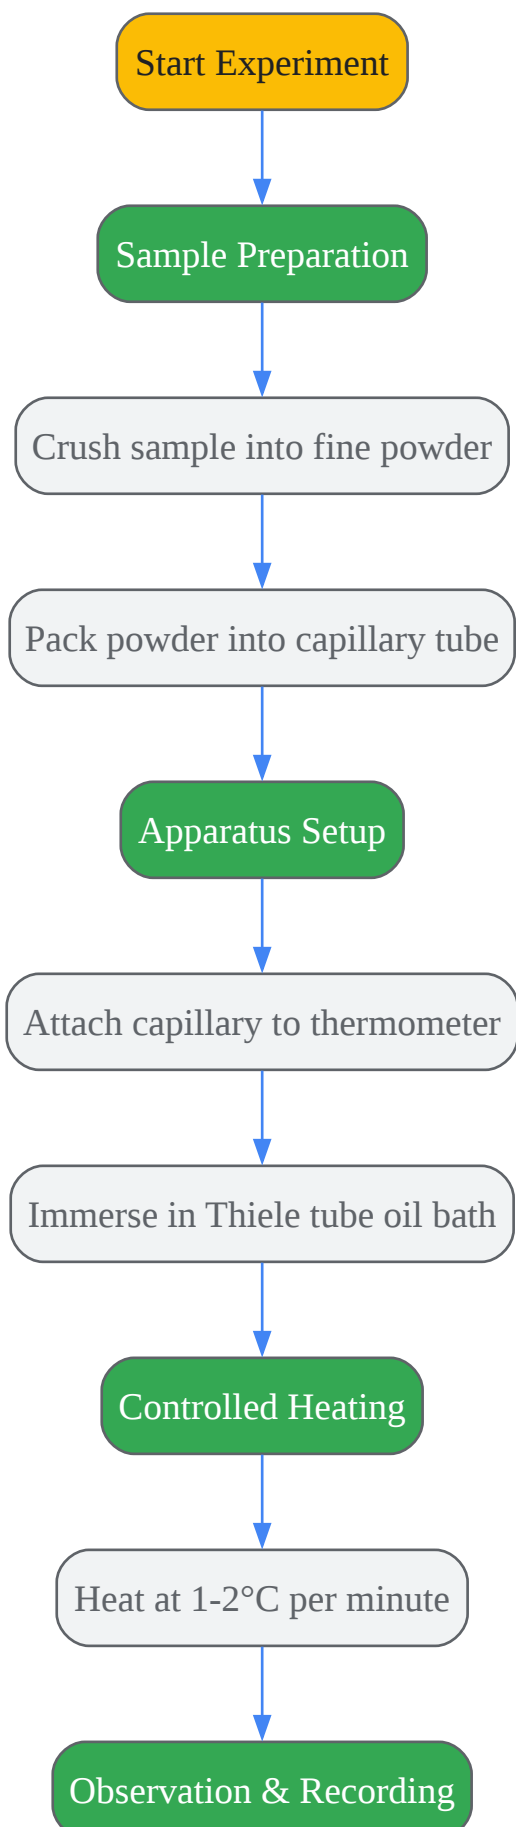 Start Experiment
Sample Preparation
Crush sample into fine powder
Pack powder into capillary tube
Apparatus Setup
Attach capillary to thermometer
Immerse in Thiele tube oil bath
Controlled Heating
Heat at 1-2°C per minute
Observation & Recording